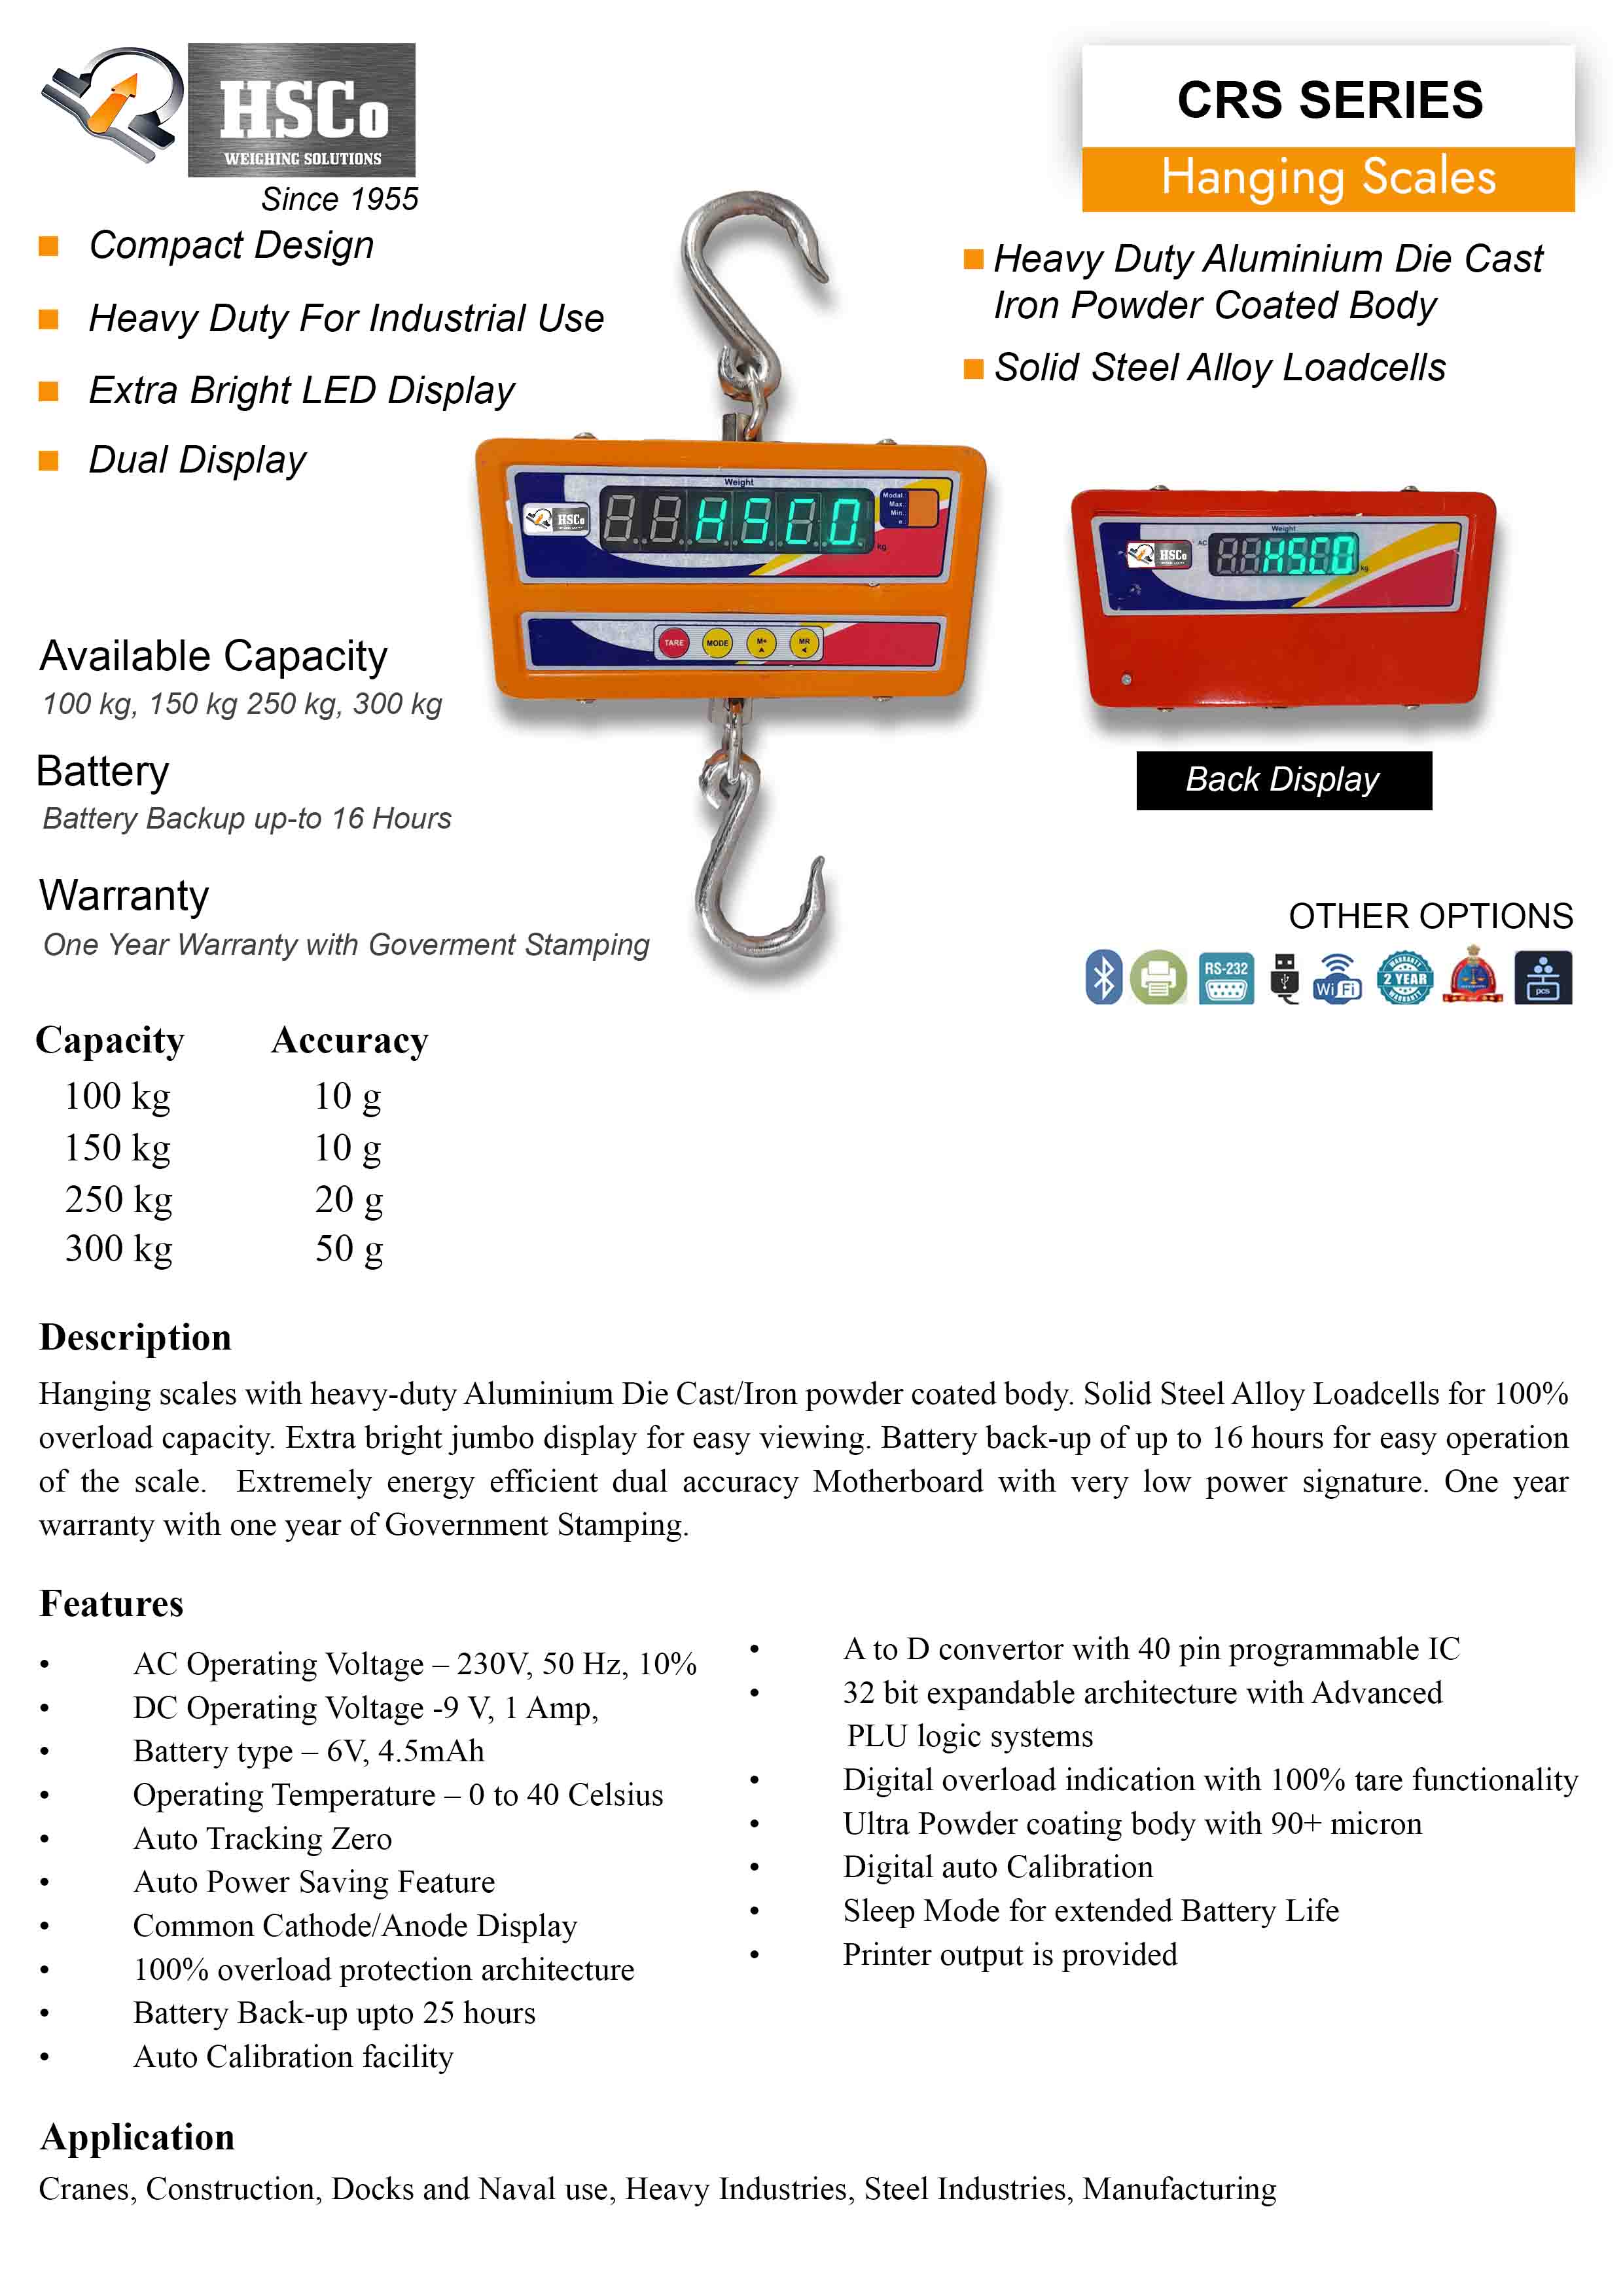 HSCo
WEIGHING SOLUTIONS
Since 1955
CRS SERIES
Hanging Scales
Compact Design
Heavy Duty For Industrial Use
Extra Bright LED Display
Dual Display
Heavy Duty Aluminium Die Cast
Iron Powder Coated Body
Solid Steel Alloy Loadcells
Weight
HSCo
HSCO
kg
Modal.
Max.
Min.
e
TARE
MODE
M+
MR
Weight
AC
HSCo
HSCO
kg
Back Display
Available Capacity
100 kg, 150 kg 250 kg, 300 kg
Battery
Battery Backup up-to 16 Hours
Warranty
One Year Warranty with Goverment Stamping
OTHER OPTIONS
RS-232
WiFi
WARRANTY
2 YEAR
WARRANTY
pcs
Capacity Accuracy
100 kg 10 g
150 kg 10 g
250 kg 20 g
300 kg 50 g
Description
Hanging scales with heavy-duty Aluminium Die Cast/Iron powder coated body. Solid Steel Alloy Loadcells for 100%
overload capacity. Extra bright jumbo display for easy viewing. Battery back-up of up to 16 hours for easy operation
of the scale. Extremely energy efficient dual accuracy Motherboard with very low power signature. One year
warranty with one year of Government Stamping.
Features
• AC Operating Voltage – 230V, 50 Hz, 10%
• DC Operating Voltage -9 V, 1 Amp,
• Battery type – 6V, 4.5mAh
• Operating Temperature – 0 to 40 Celsius
• Auto Tracking Zero
• Auto Power Saving Feature
• Common Cathode/Anode Display
• 100% overload protection architecture
• Battery Back-up upto 25 hours
• Auto Calibration facility
• A to D convertor with 40 pin programmable IC
• 32 bit expandable architecture with Advanced
PLU logic systems
• Digital overload indication with 100% tare functionality
• Ultra Powder coating body with 90+ micron
• Digital auto Calibration
• Sleep Mode for extended Battery Life
• Printer output is provided
Application
Cranes, Construction, Docks and Naval use, Heavy Industries, Steel Industries, Manufacturing